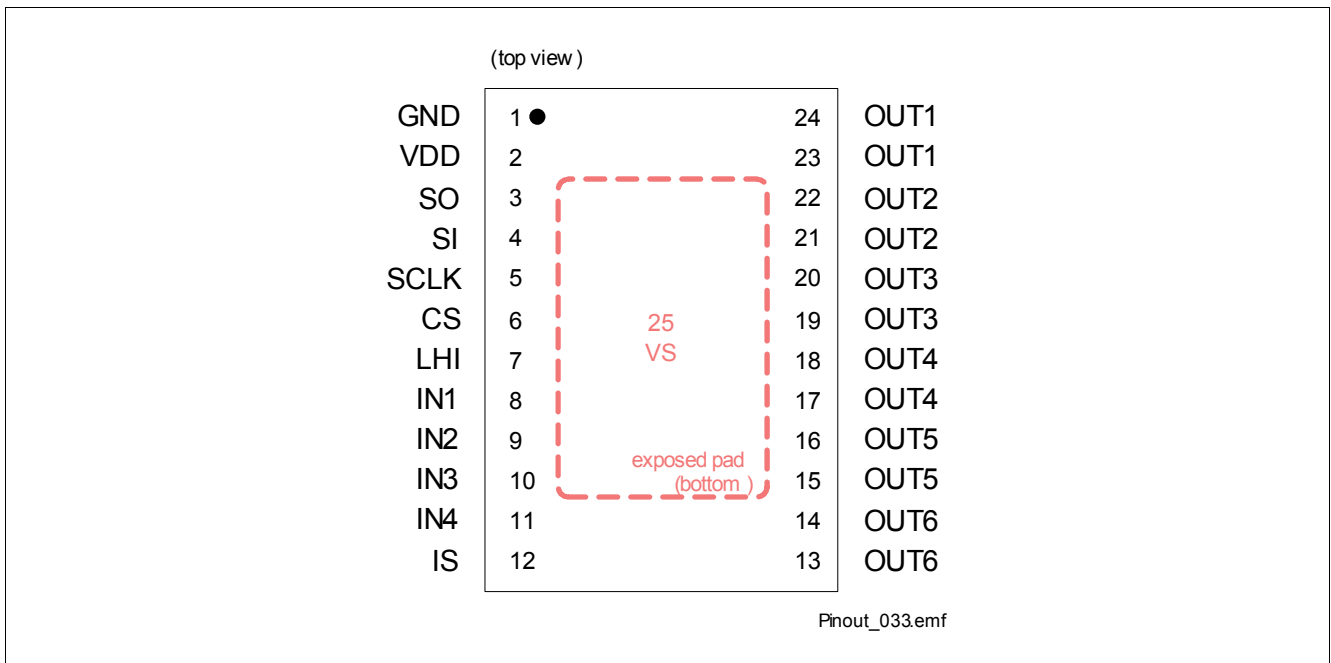 (top view )
GND 1 24 OUT1
VDD 2 23 OUT1
SO 3 22 OUT2
SI 4 21 OUT2
SCLK 5 20 OUT3
CS 6 25 19 OUT3
LHI 7 VS 18 OUT4
IN1 8 17 OUT4
IN2 9 16 OUT5
exposed pad
IN3 10 (bottom ) 15 OUT5
IN4 11 14 OUT6
IS 12 13 OUT6
Pinout_033.emf